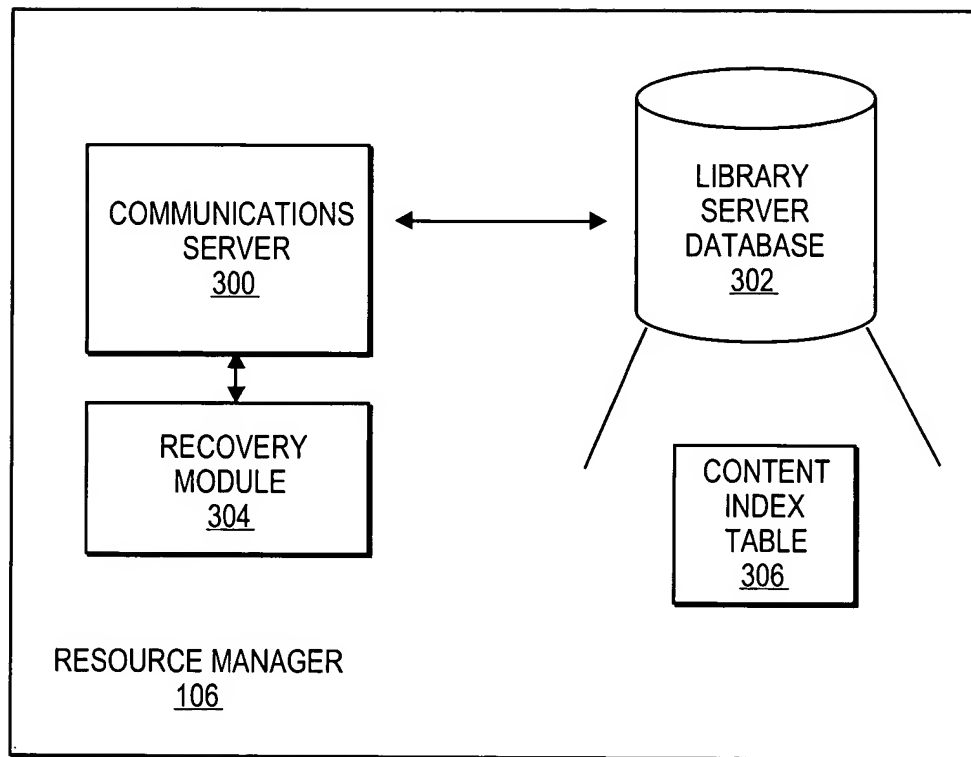 COMMUNICATIONS
SERVER
300
LIBRARY
SERVER
DATABASE
302
RECOVERY
MODULE
304
CONTENT
INDEX
TABLE
306
RESOURCE MANAGER
106